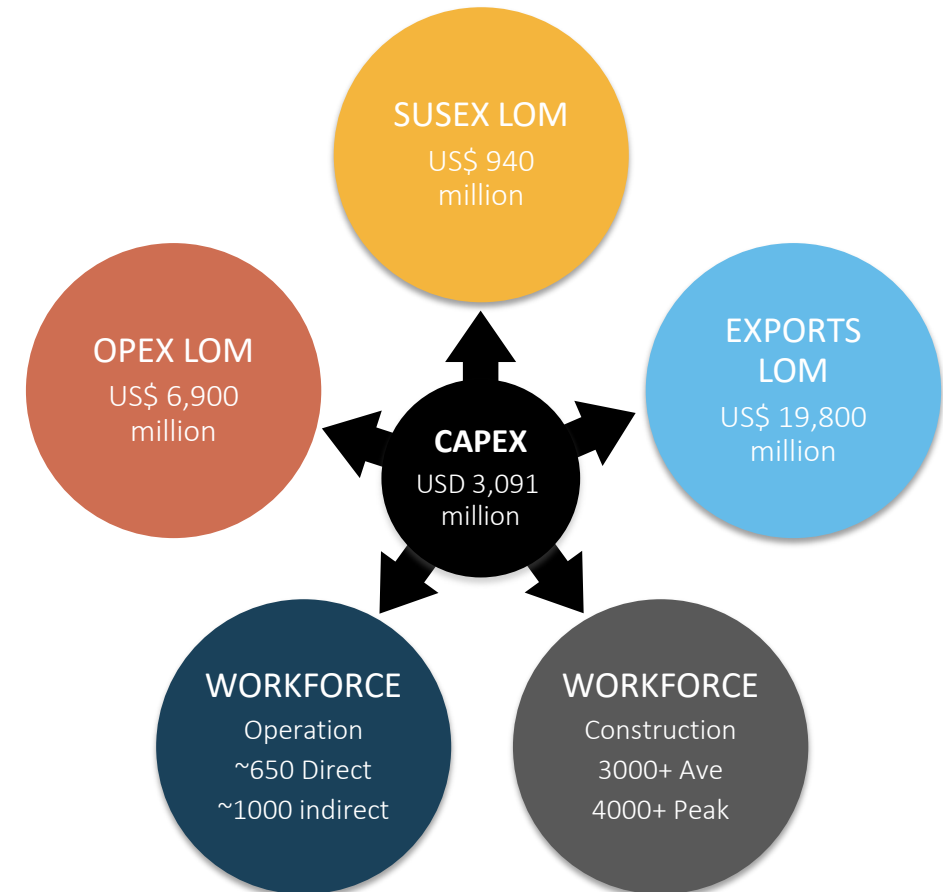 SUSEX LOM
US$ 940
million
OPEX LOM
US$ 6,900
million
EXPORTS
LOM
US$ 19,800
million
CAPEX
USD 3,091
million
WORKFORCE
Operation
~650 Direct
~1000 indirect
WORKFORCE
Construction
3000+ Ave
4000+ Peak